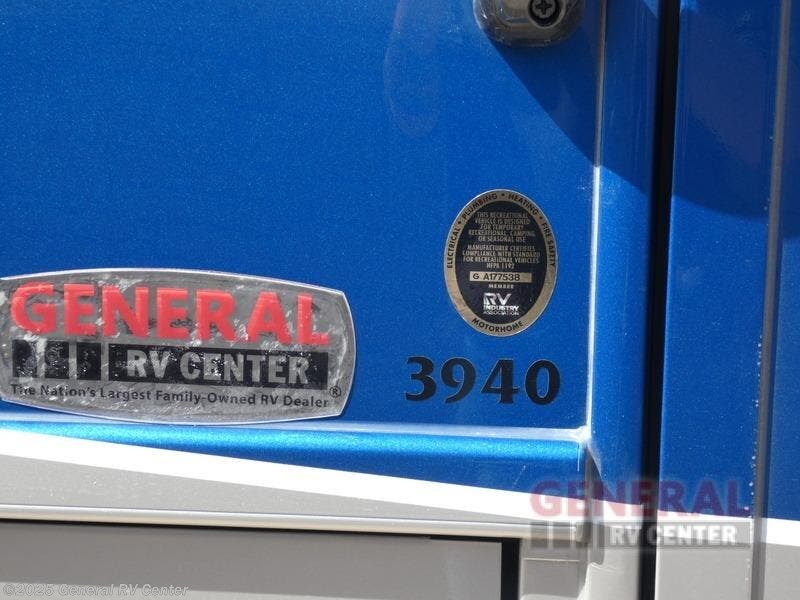 ELECTRICAL • PLUMBING • HEATING • FIRE SAFETY
THIS RECREATIONAL
VEHICLE IS DESIGNED
FOR TEMPORARY
RECREATIONAL, CAMPING,
OR SEASONAL USE
MANUFACTURER CERTIFIES
COMPLIANCE WITH STANDARD
FOR RECREATIONAL VEHICLES
NFPA 1192
G A177538
MEMBER
RV
INDUSTRY
ASSOCIATION
MOTORHOME
GENERAL
RV CENTER
The Nation's Largest Family-Owned RV Dealer®
3940
GENERAL
RV CENTER
©2025 General RV Center